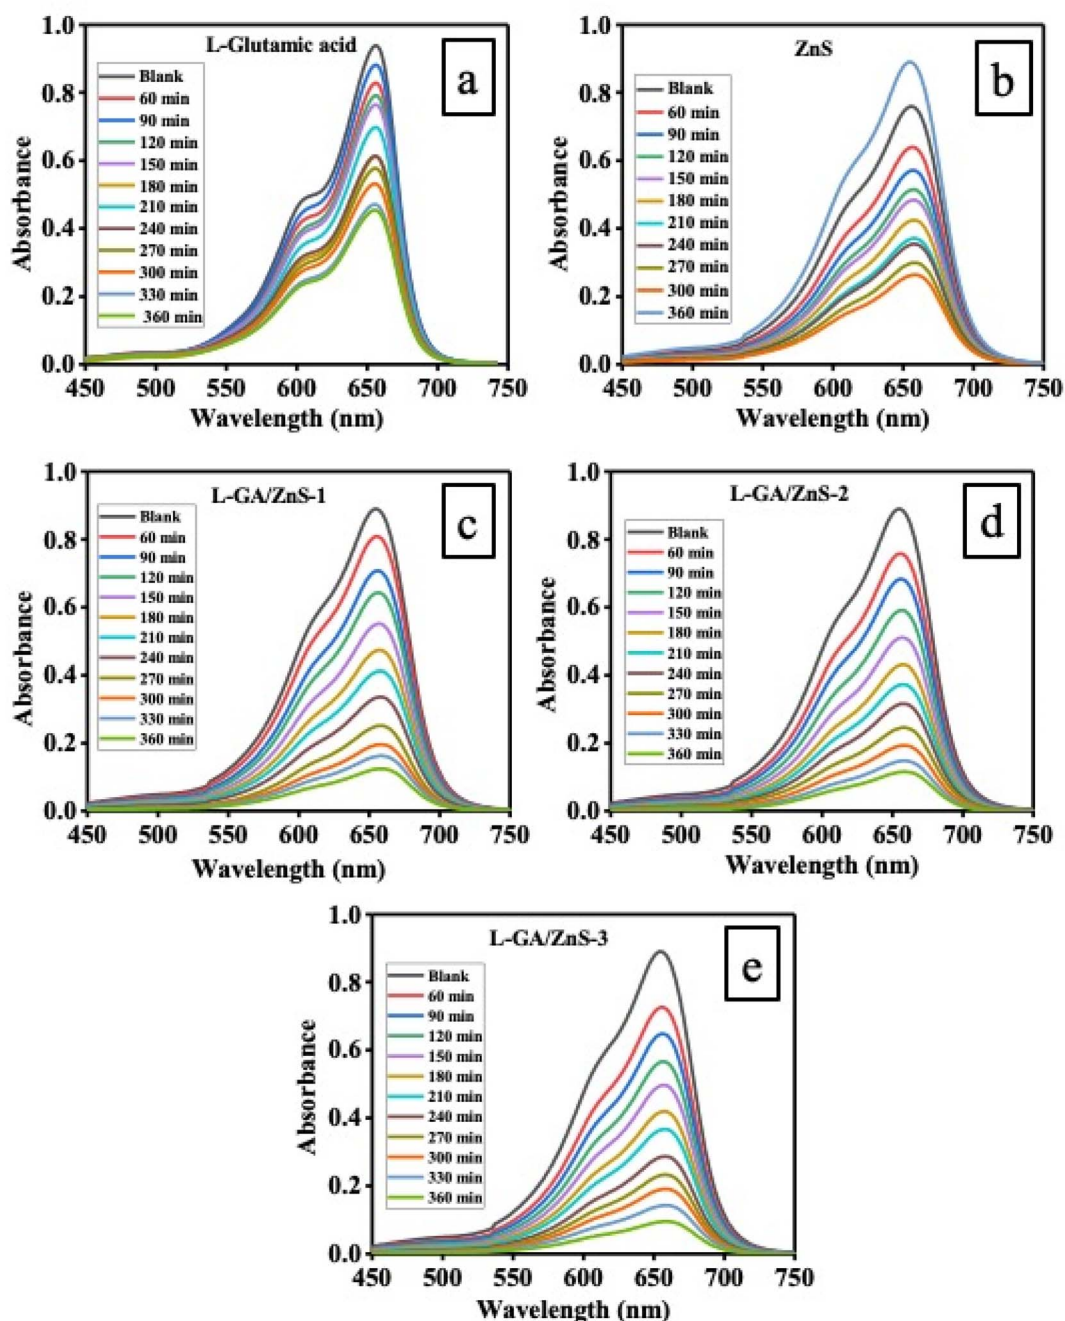 1.0
L-Glutamic acid
a
Blank
60 min
90 min
120 min
150 min
180 min
210 min
240 min
270 min
300 min
330 min
360 min
0.8
0.6
0.4
0.2
0.0
Absorbance
450 500 550 600 650 700 750
Wavelength (nm)
1.0
ZnS
b
Blank
60 min
90 min
120 min
150 min
180 min
210 min
240 min
270 min
300 min
360 min
0.8
0.6
0.4
0.2
0.0
Absorbance
450 500 550 600 650 700 750
Wavelength (nm)
1.0
L-GA/ZnS-1
c
Blank
60 min
90 min
120 min
150 min
180 min
210 min
240 min
270 min
300 min
330 min
360 min
0.8
0.6
0.4
0.2
0.0
Absorbance
450 500 550 600 650 700 750
Wavelength (nm)
1.0
L-GA/ZnS-2
d
Blank
60 min
90 min
120 min
150 min
180 min
210 min
240 min
270 min
300 min
330 min
360 min
0.8
0.6
0.4
0.2
0.0
Absorbance
450 500 550 600 650 700 750
Wavelength (nm)
1.0
L-GA/ZnS-3
e
Blank
60 min
90 min
120 min
150 min
180 min
210 min
240 min
270 min
300 min
330 min
360 min
0.8
0.6
0.4
0.2
0.0
Absorbance
450 500 550 600 650 700 750
Wavelength (nm)